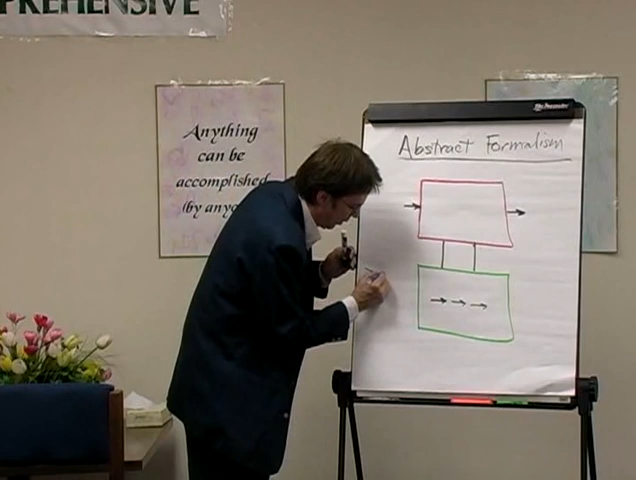 PREHENSIVE
Anything
can be
accomplished
(by any
Abstract Formalism